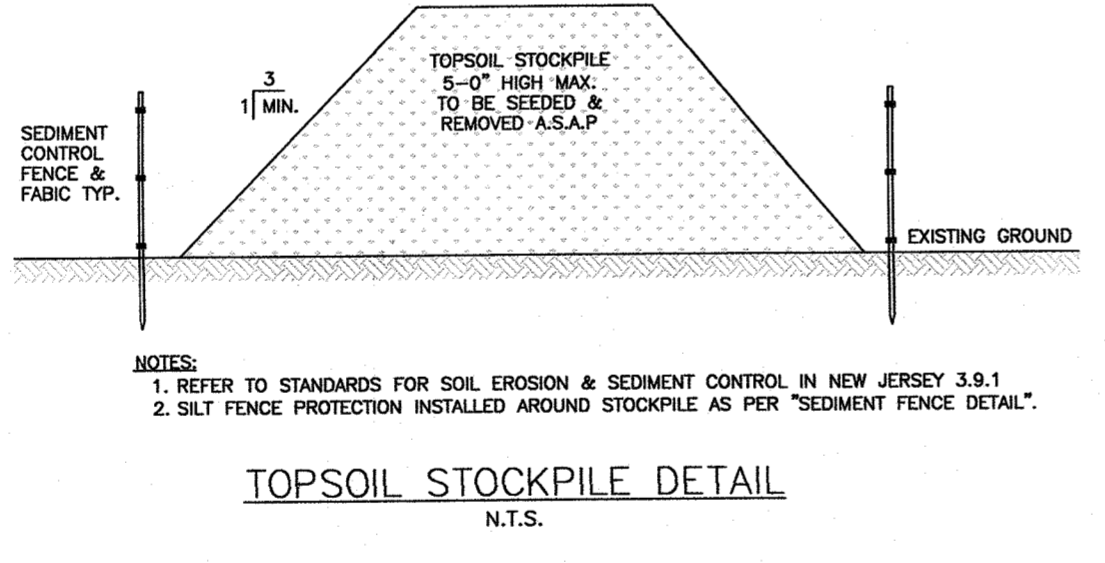 TOPSOIL STOCKPILE
5-0" HIGH MAX.
TO BE SEEDED &
REMOVED A.S.A.P
3
1 MIN.
SEDIMENT
CONTROL
FENCE &
FABIC TYP.
EXISTING GROUND
NOTES:
1. REFER TO STANDARDS FOR SOIL EROSION & SEDIMENT CONTROL IN NEW JERSEY 3.9.1
2. SILT FENCE PROTECTION INSTALLED AROUND STOCKPILE AS PER "SEDIMENT FENCE DETAIL".
TOPSOIL STOCKPILE DETAIL
N.T.S.